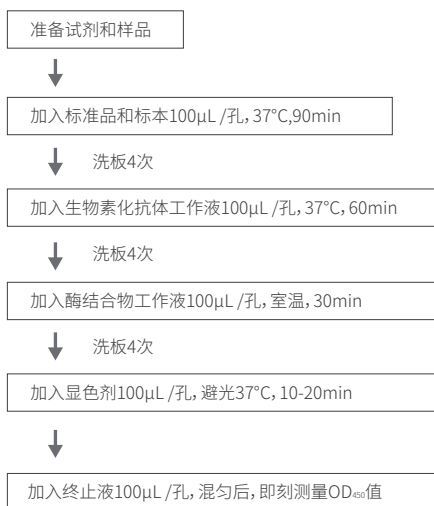 准备试剂和样品
加入标准品和标本100μL /孔，37°C,90min
洗板4次
加入生物素化抗体工作液100μL /孔，37°C，60min
洗板4次
加入酶结合物工作液100μL /孔，室温，30min
洗板4次
加入显色剂100μL /孔，避光37°C，10-20min
加入终止液100μL /孔，混匀后，即刻测量OD₄₅₀值